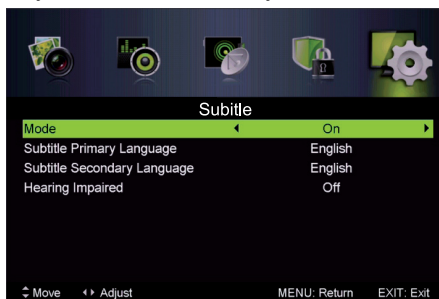 Subitle
Mode On
Subtitle Primary Language English
Subtitle Secondary Language English
Hearing Impaired Off
Move Adjust MENU: Return EXIT: Exit